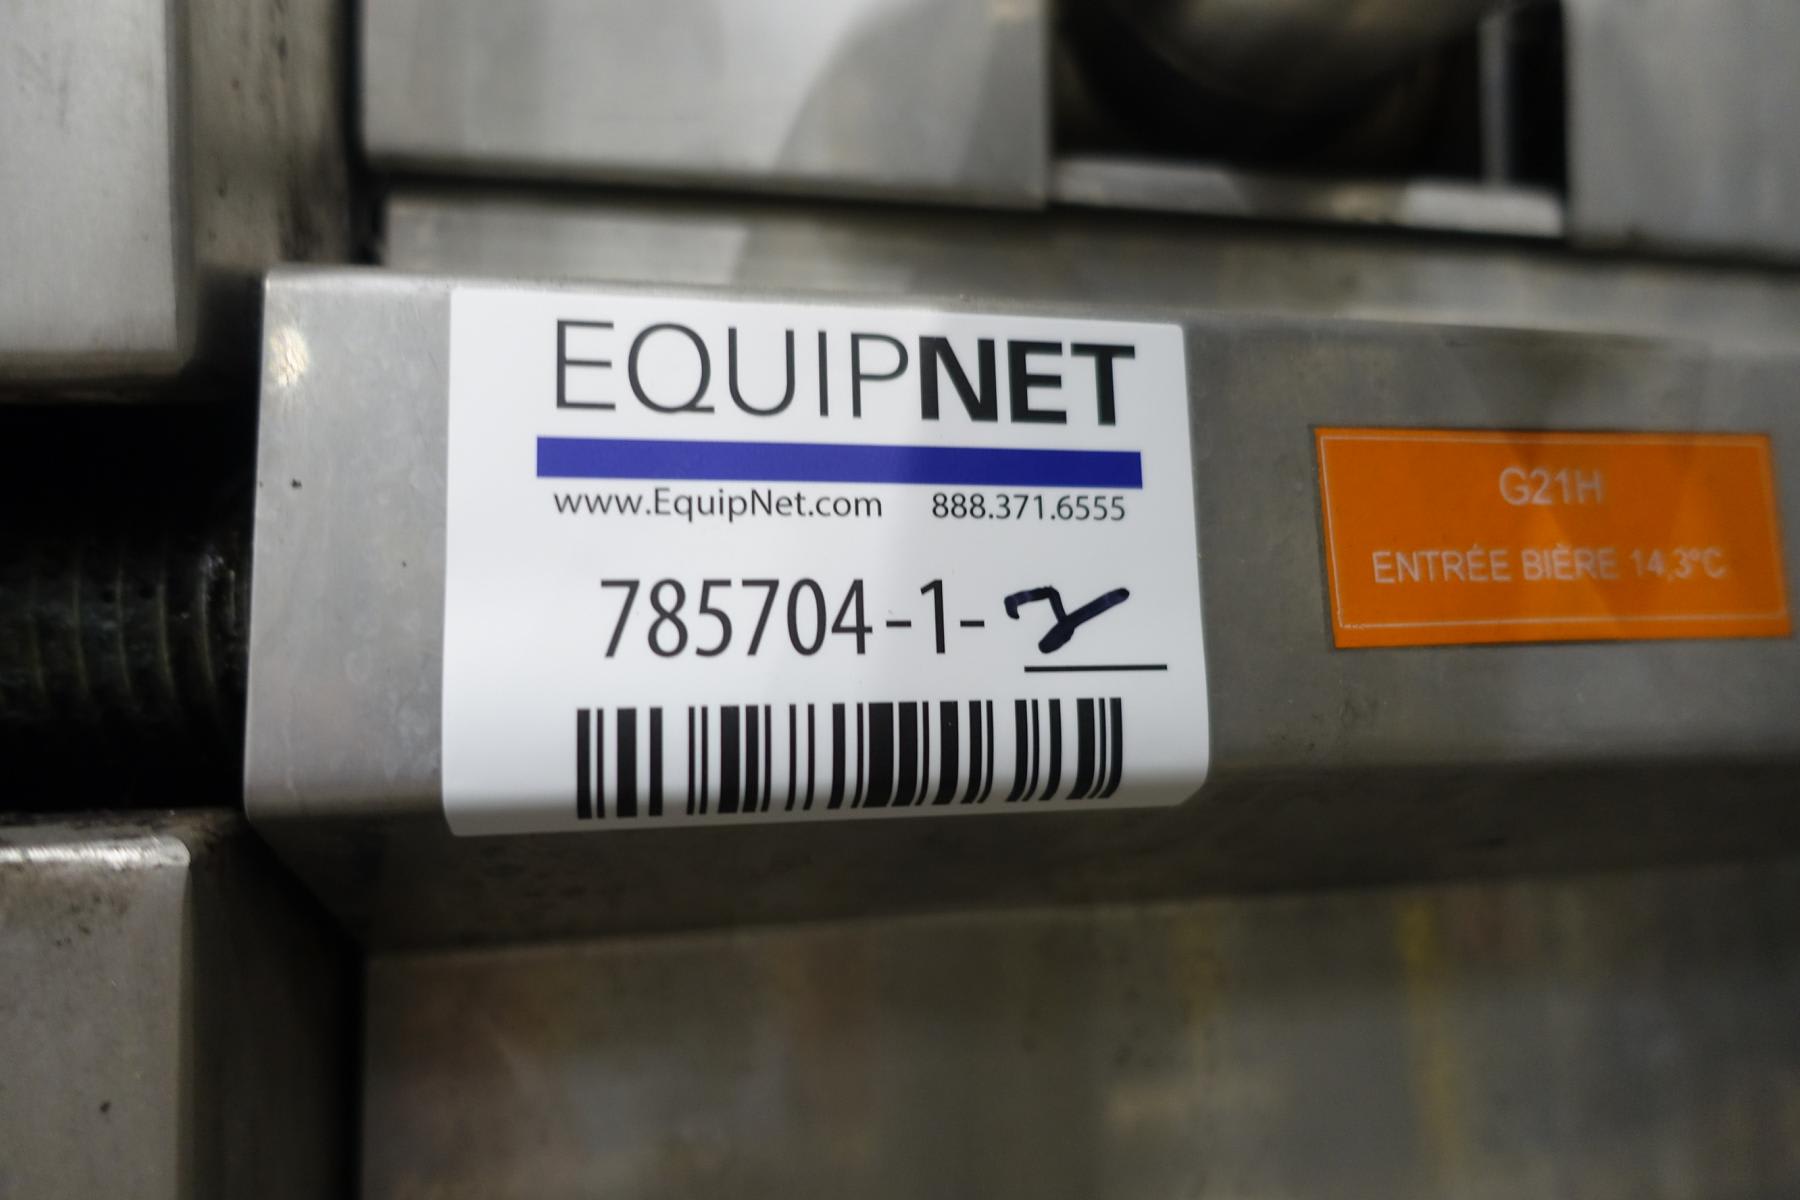 EQUIPNET
www.EquipNet.com 888.371.6555
785704-1-2
G21H
ENTRÉE BIÈRE 14,3°C